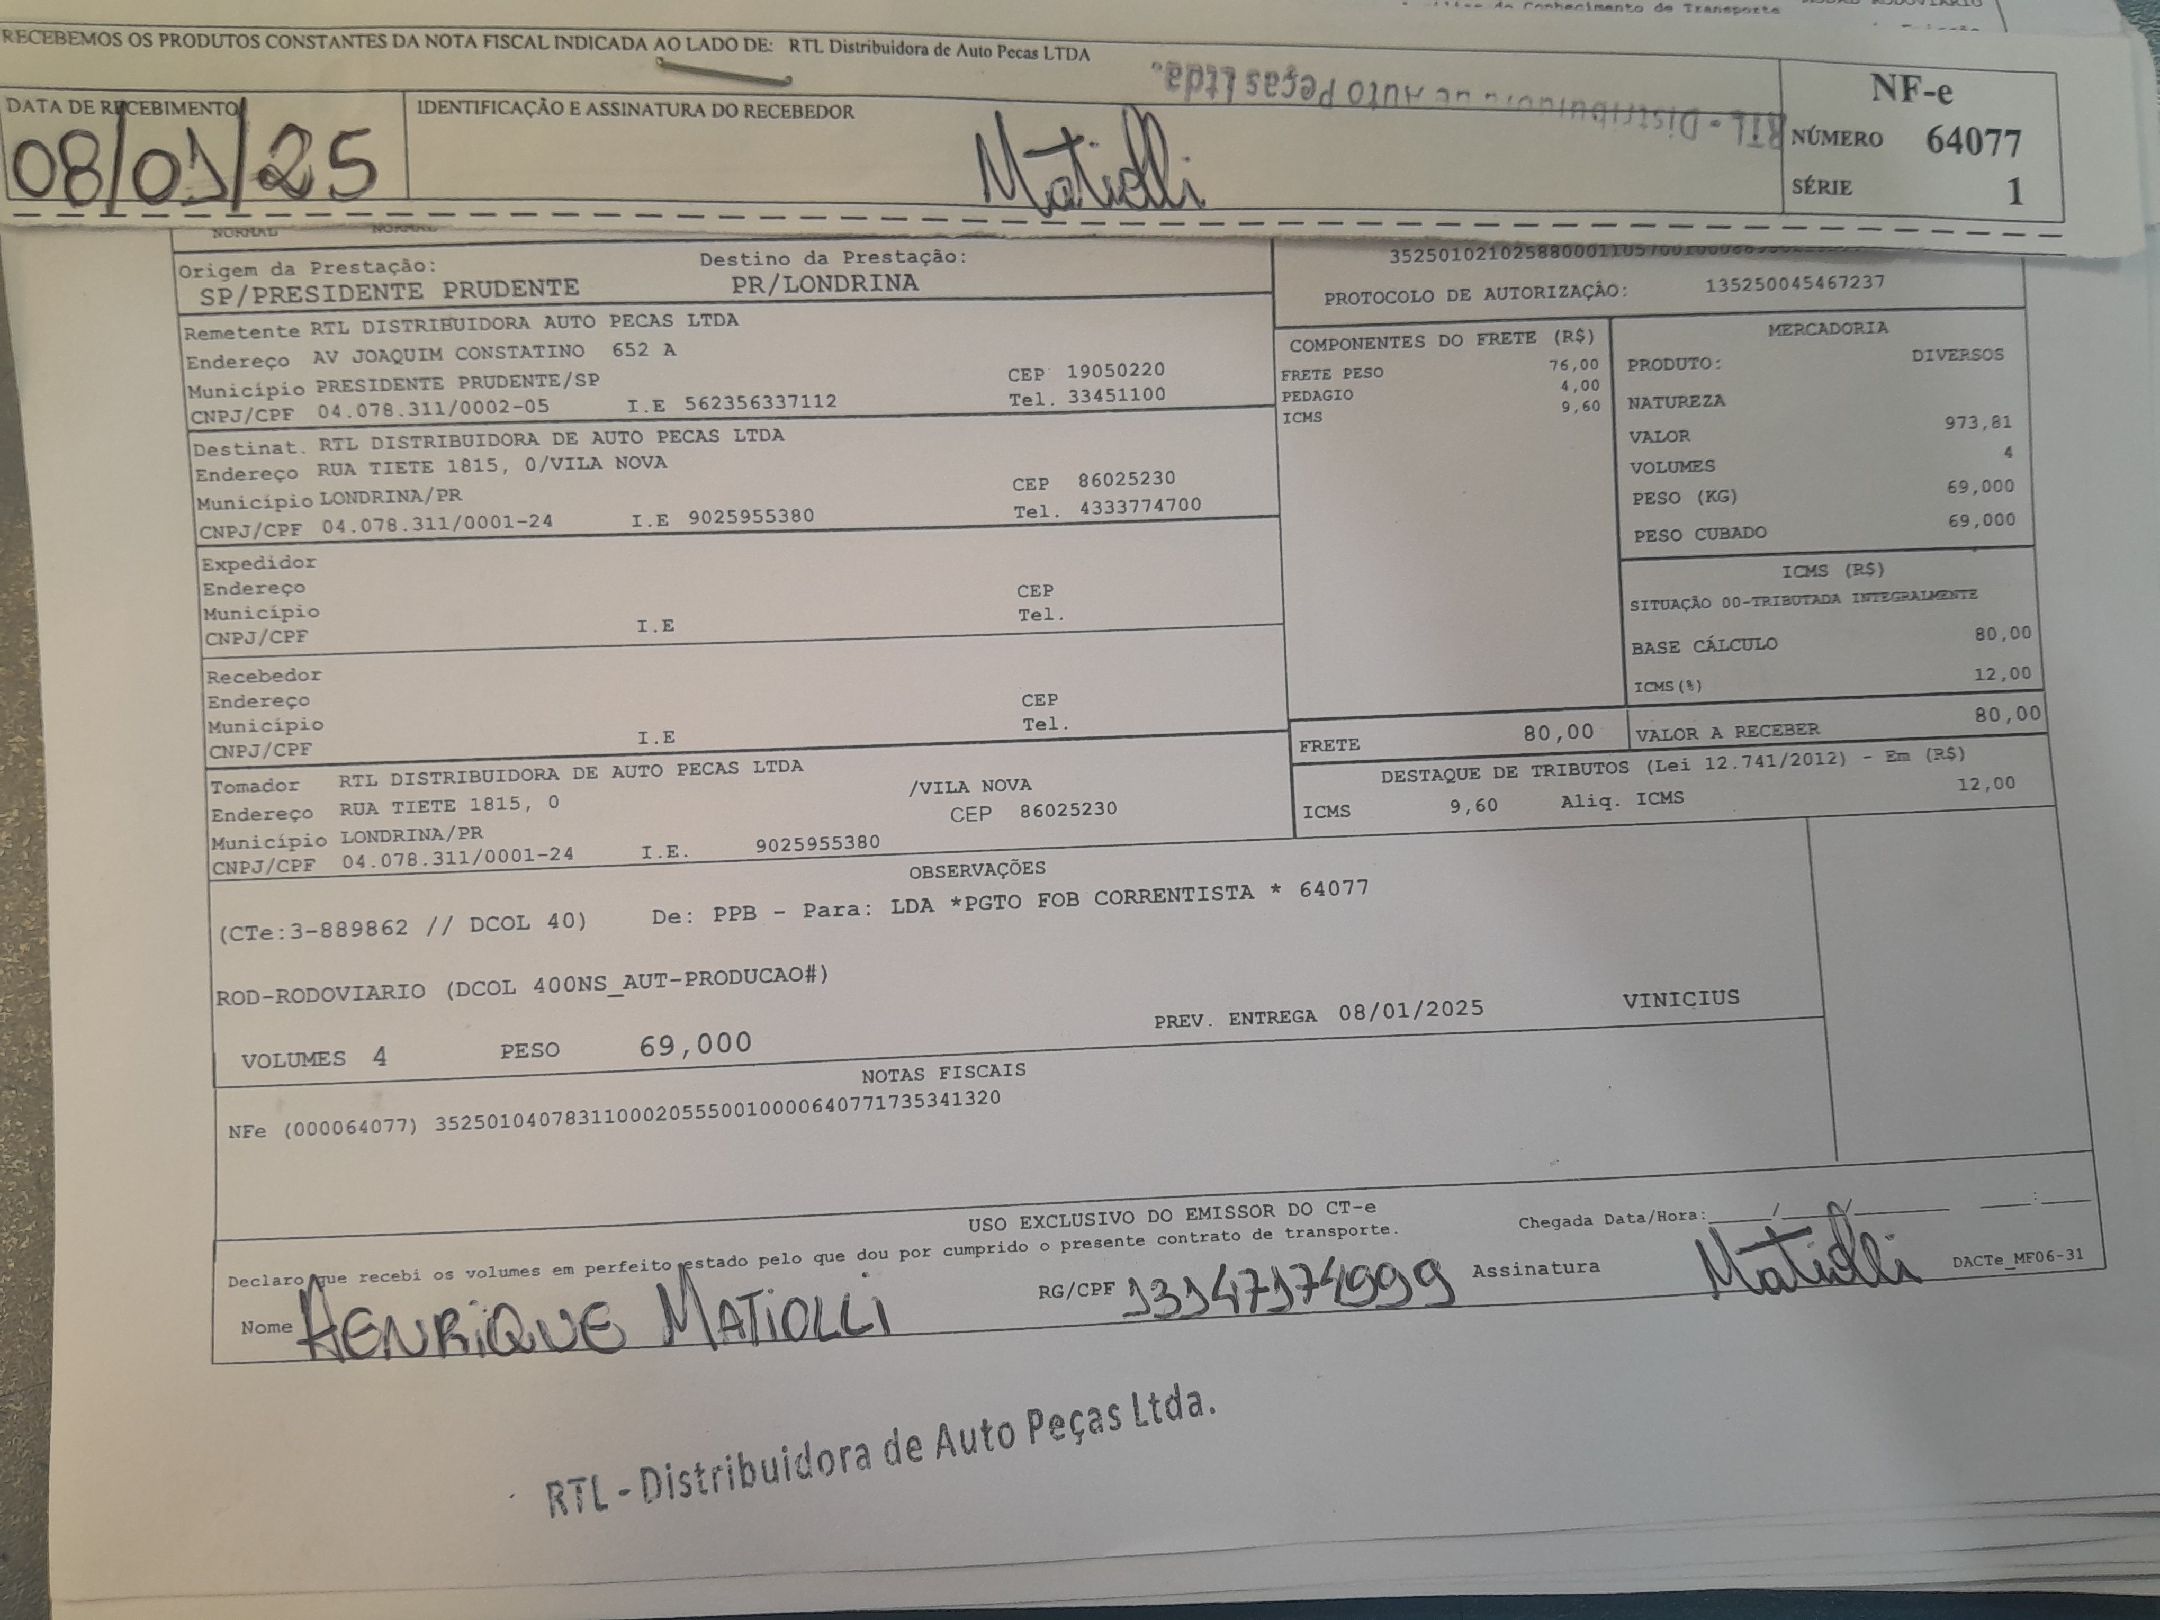 do Conhecimento de Transporte
RECEBEMOS OS PRODUTOS CONSTANTES DA NOTA FISCAL INDICADA AO LADO DE: RTL Distribuidora de Auto Pecas LTDA
RTL - Distribuidora de Auto Peças Ltda.
DATA DE RECEBIMENTO
08/01/25
IDENTIFICAÇÃO E ASSINATURA DO RECEBEDOR
Matiolli
NF-e
NÚMERO 64077
SÉRIE 1
NORMAL NORMAL
Origem da Prestação: Destino da Prestação:
SP/PRESIDENTE PRUDENTE PR/LONDRINA
PROTOCOLO DE AUTORIZAÇÃO: 135250045467237
Remetente RTL DISTRIBUIDORA AUTO PECAS LTDA
Endereço AV JOAQUIM CONSTATINO 652 A
Município PRESIDENTE PRUDENTE/SP CEP 19050220
CNPJ/CPF 04.078.311/0002-05 I.E 562356337112 Tel. 33451100
Destinat. RTL DISTRIBUIDORA DE AUTO PECAS LTDA
Endereço RUA TIETE 1815, 0/VILA NOVA
Município LONDRINA/PR CEP 86025230
CNPJ/CPF 04.078.311/0001-24 I.E 9025955380 Tel. 4333774700
Expedidor
Endereço CEP
Município Tel.
CNPJ/CPF I.E
Recebedor
Endereço CEP
Município Tel.
CNPJ/CPF I.E
Tomador RTL DISTRIBUIDORA DE AUTO PECAS LTDA
Endereço RUA TIETE 1815, 0 /VILA NOVA
Município LONDRINA/PR CEP 86025230
CNPJ/CPF 04.078.311/0001-24 I.E. 9025955380
COMPONENTES DO FRETE (R$)
FRETE PESO 76,00
PEDAGIO 4,00
ICMS 9,60
MERCADORIA
PRODUTO: DIVERSOS
NATUREZA
VALOR 973,81
VOLUMES 4
PESO (KG) 69,000
PESO CUBADO 69,000
ICMS (R$)
SITUAÇÃO 00-TRIBUTADA INTEGRALMENTE
BASE CÁLCULO 80,00
ICMS(%) 12,00
FRETE 80,00 VALOR A RECEBER 80,00
DESTAQUE DE TRIBUTOS (Lei 12.741/2012) - Em (R$)
ICMS 9,60 Aliq. ICMS 12,00
OBSERVAÇÕES
(CTe:3-889862 // DCOL 40) De: PPB - Para: LDA *PGTO FOB CORRENTISTA * 64077
ROD-RODOVIARIO (DCOL 400NS_AUT-PRODUCAO#)
VOLUMES 4 PESO 69,000 PREV. ENTREGA 08/01/2025 VINICIUS
NOTAS FISCAIS
NFe (000064077) 35250104078311000205550010000640771735341320
USO EXCLUSIVO DO EMISSOR DO CT-e
Declaro que recebi os volumes em perfeito estado pelo que dou por cumprido o presente contrato de transporte.
Chegada Data/Hora: ____/____/______ ___:___
Nome HENRIQUE MATIOLLI RG/CPF 13147174999 Assinatura Matiolli DACTe_MF06-31
RTL - Distribuidora de Auto Peças Ltda.